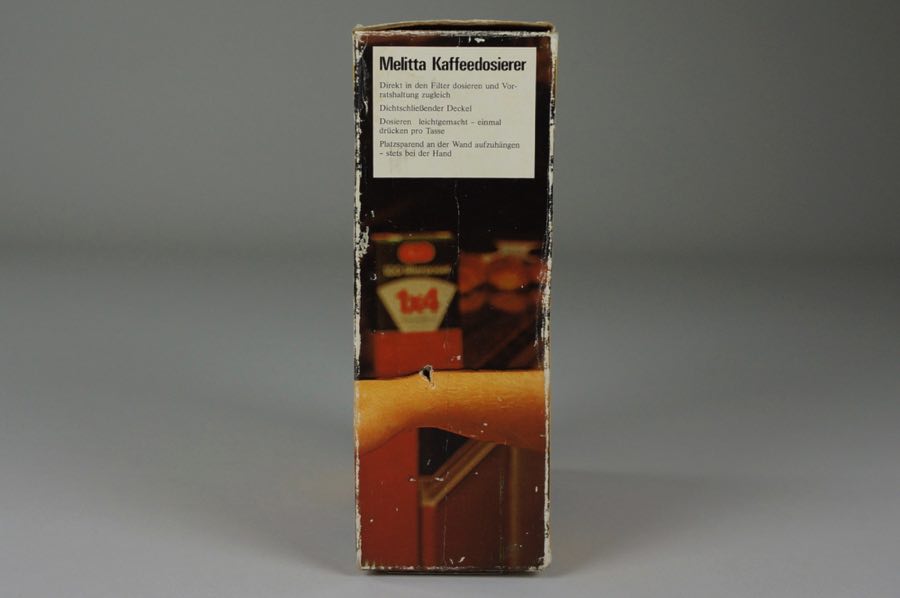 Melitta Kaffeedosierer
Direkt in den Filter dosieren und Vor-
ratshaltung zugleich
Dichtschließender Deckel
Dosieren leichtgemacht – einmal
drücken pro Tasse
Platzsparend an der Wand aufzuhängen
– stets bei der Hand
1x4